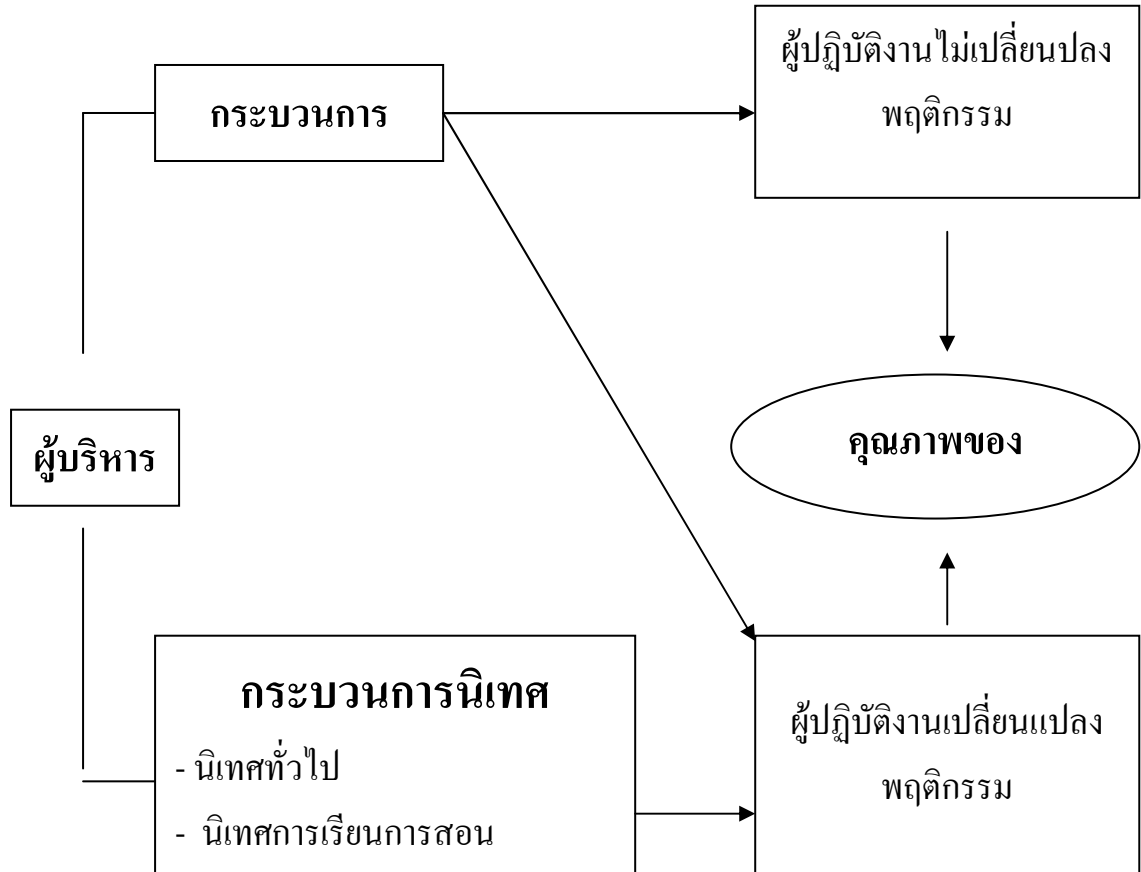 ผู้ปฏิบัติงานไม่เปลี่ยนปลง
พฤติกรรม
กระบวนการ
คุณภาพของ
ผู้บริหาร
กระบวนการนิเทศ
- นิเทศทั่วไป
- นิเทศการเรียนการสอน
ผู้ปฏิบัติงานเปลี่ยนแปลง
พฤติกรรม